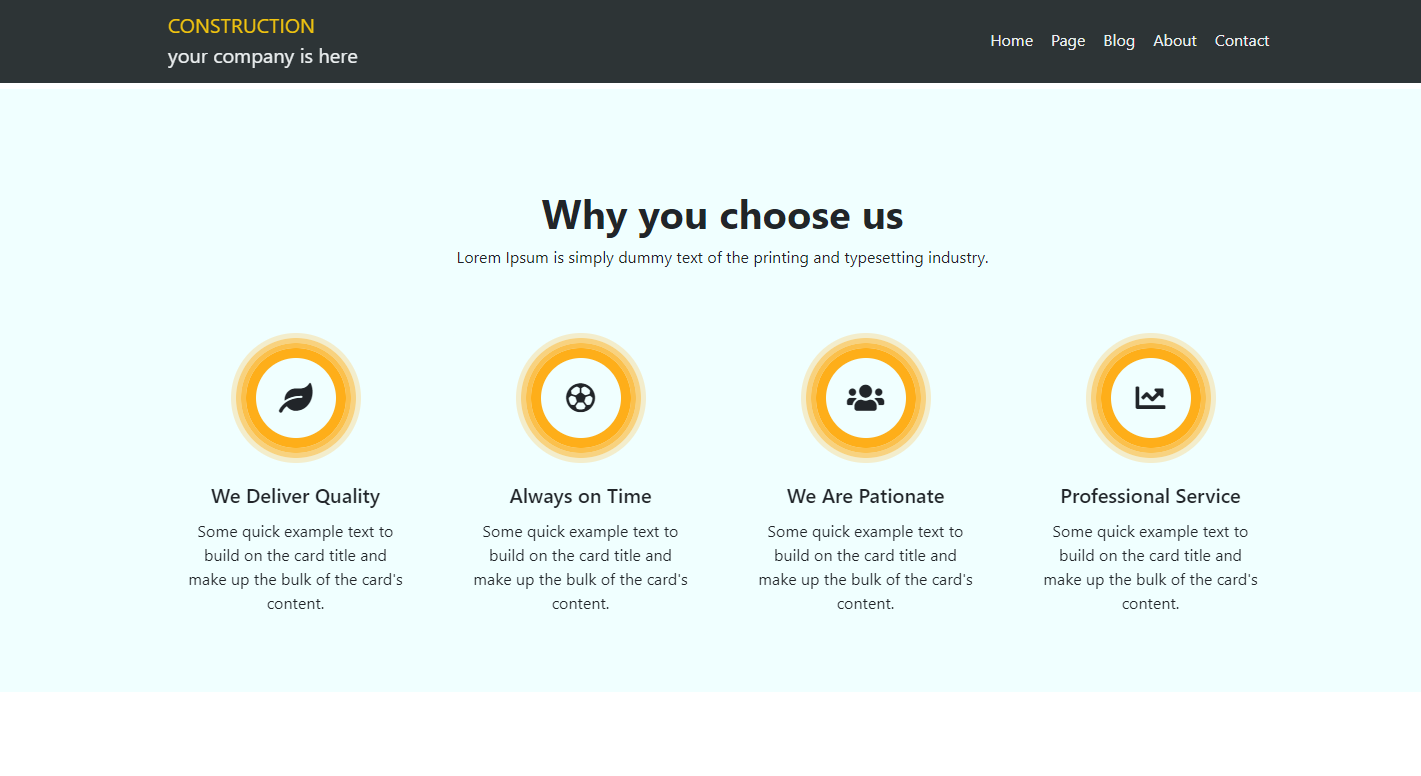 CONSTRUCTION
your company is here
Home Page Blog About Contact
Why you choose us
Lorem Ipsum is simply dummy text of the printing and typesetting industry.
We Deliver Quality
Some quick example text to
build on the card title and
make up the bulk of the card's
content.
Always on Time
Some quick example text to
build on the card title and
make up the bulk of the card's
content.
We Are Pationate
Some quick example text to
build on the card title and
make up the bulk of the card's
content.
Professional Service
Some quick example text to
build on the card title and
make up the bulk of the card's
content.